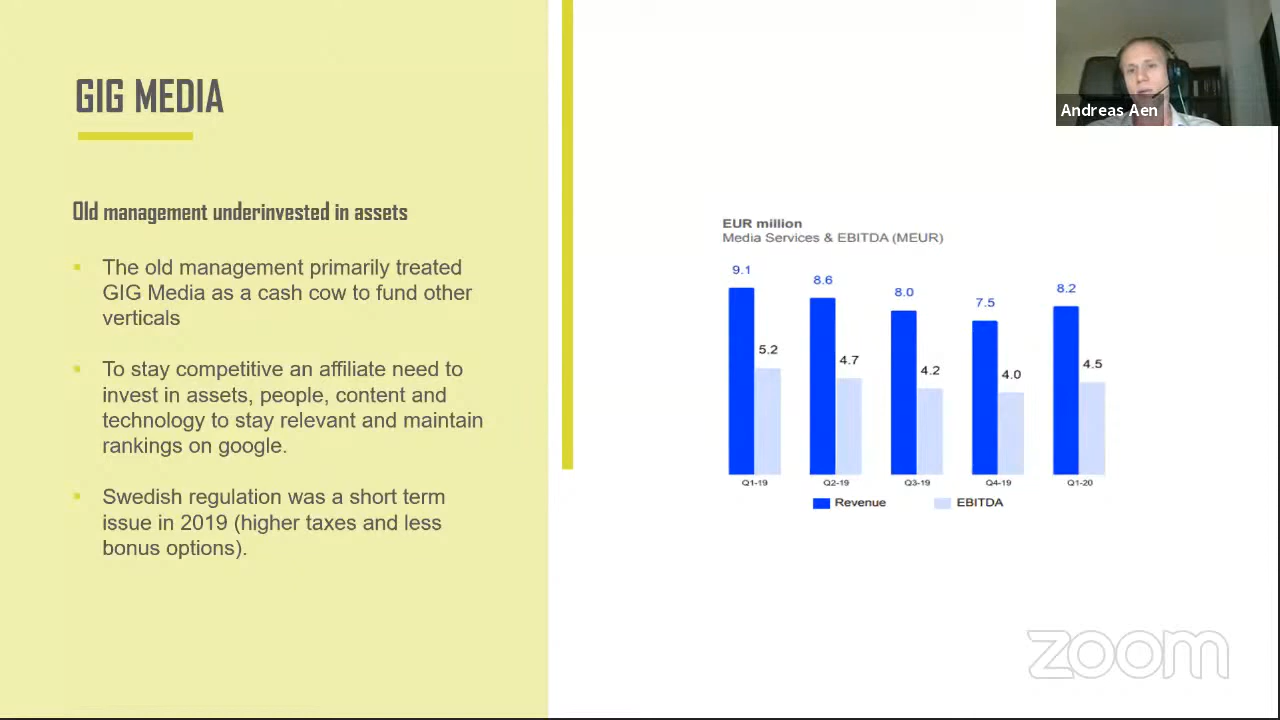 GIG MEDIA
Old management underinvested in assets
The old management primarily treated
GIG Media as a cash cow to fund other
verticals
To stay competitive an affiliate need to
invest in assets, people, content and
technology to stay relevant and maintain
rankings on google.
Swedish regulation was a short term
issue in 2019 (higher taxes and less
bonus options).
Andreas Aen
EUR million
Media Services & EBITDA (MEUR)
9.1
5.2
8.6
4.7
8.0
4.2
7.5
4.0
8.2
4.5
Q1-19 Q2-19 Q3-19 Q4-19 Q1-20
Revenue EBITDA
zoom